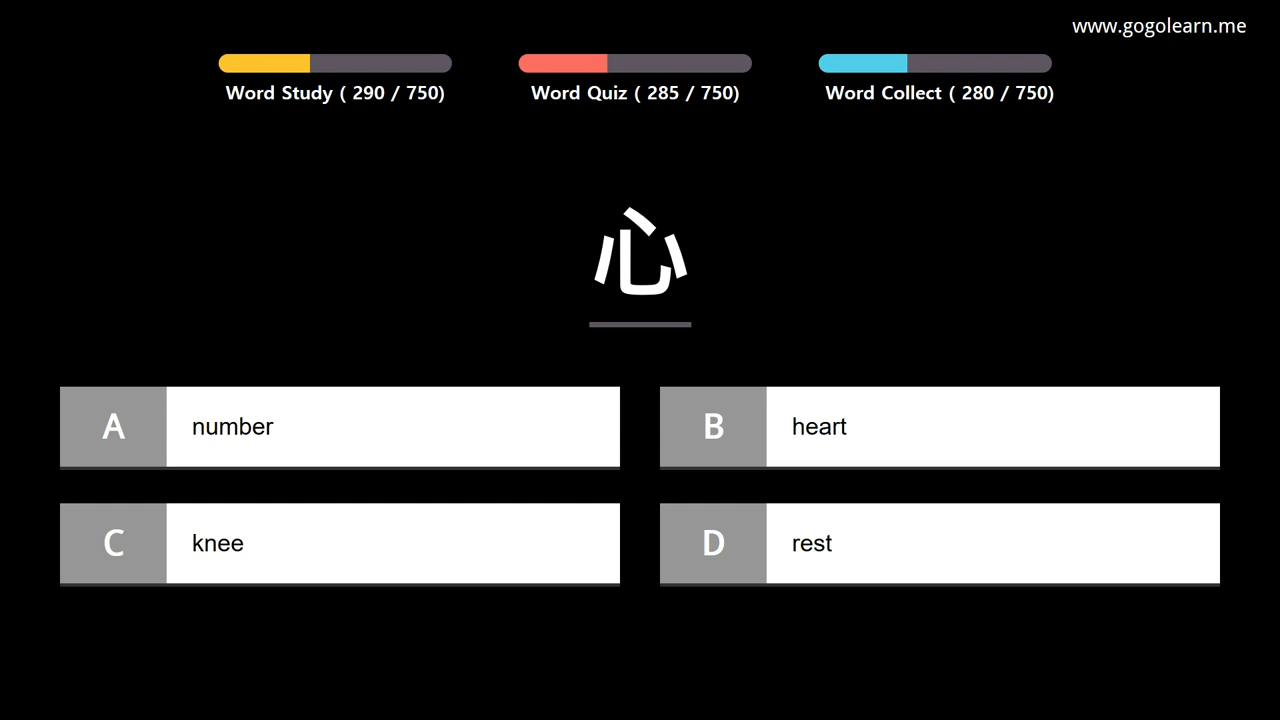 www.gogolearn.me
Word Study ( 290 / 750)
Word Quiz ( 285 / 750)
Word Collect ( 280 / 750)
心
A number
B heart
C knee
D rest